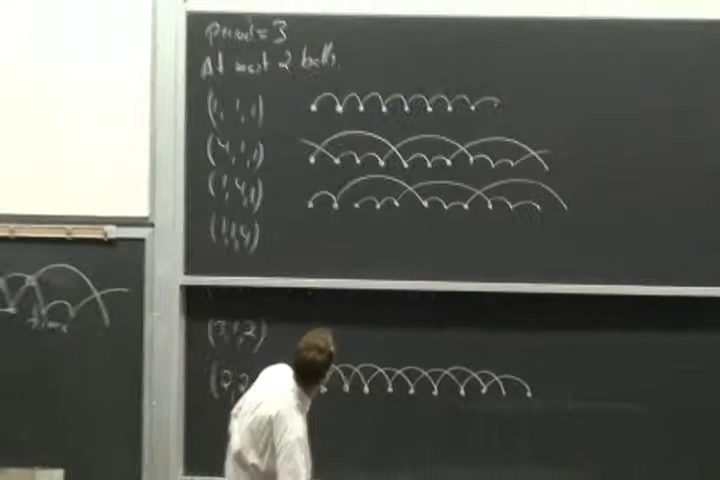 period = 3
At most 2 balls.
(1, 1, 1)
(4, 1, 1)
(1, 4, 1)
(1, 1, 4)
(3, 1, 2)
(2, 2
time